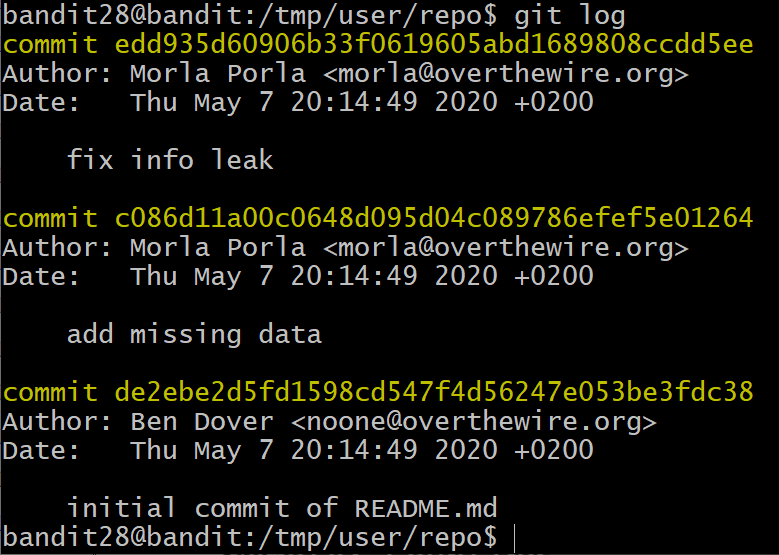 bandit28@bandit:/tmp/user/repo$ git log
commit edd935d60906b33f0619605abd1689808ccdd5ee
Author: Morla Porla <morla@overthewire.org>
Date:   Thu May 7 20:14:49 2020 +0200
fix info leak
commit c086d11a00c0648d095d04c089786efef5e01264
Author: Morla Porla <morla@overthewire.org>
Date:   Thu May 7 20:14:49 2020 +0200
add missing data
commit de2ebe2d5fd1598cd547f4d56247e053be3fdc38
Author: Ben Dover <noone@overthewire.org>
Date:   Thu May 7 20:14:49 2020 +0200
initial commit of README.md
bandit28@bandit:/tmp/user/repo$